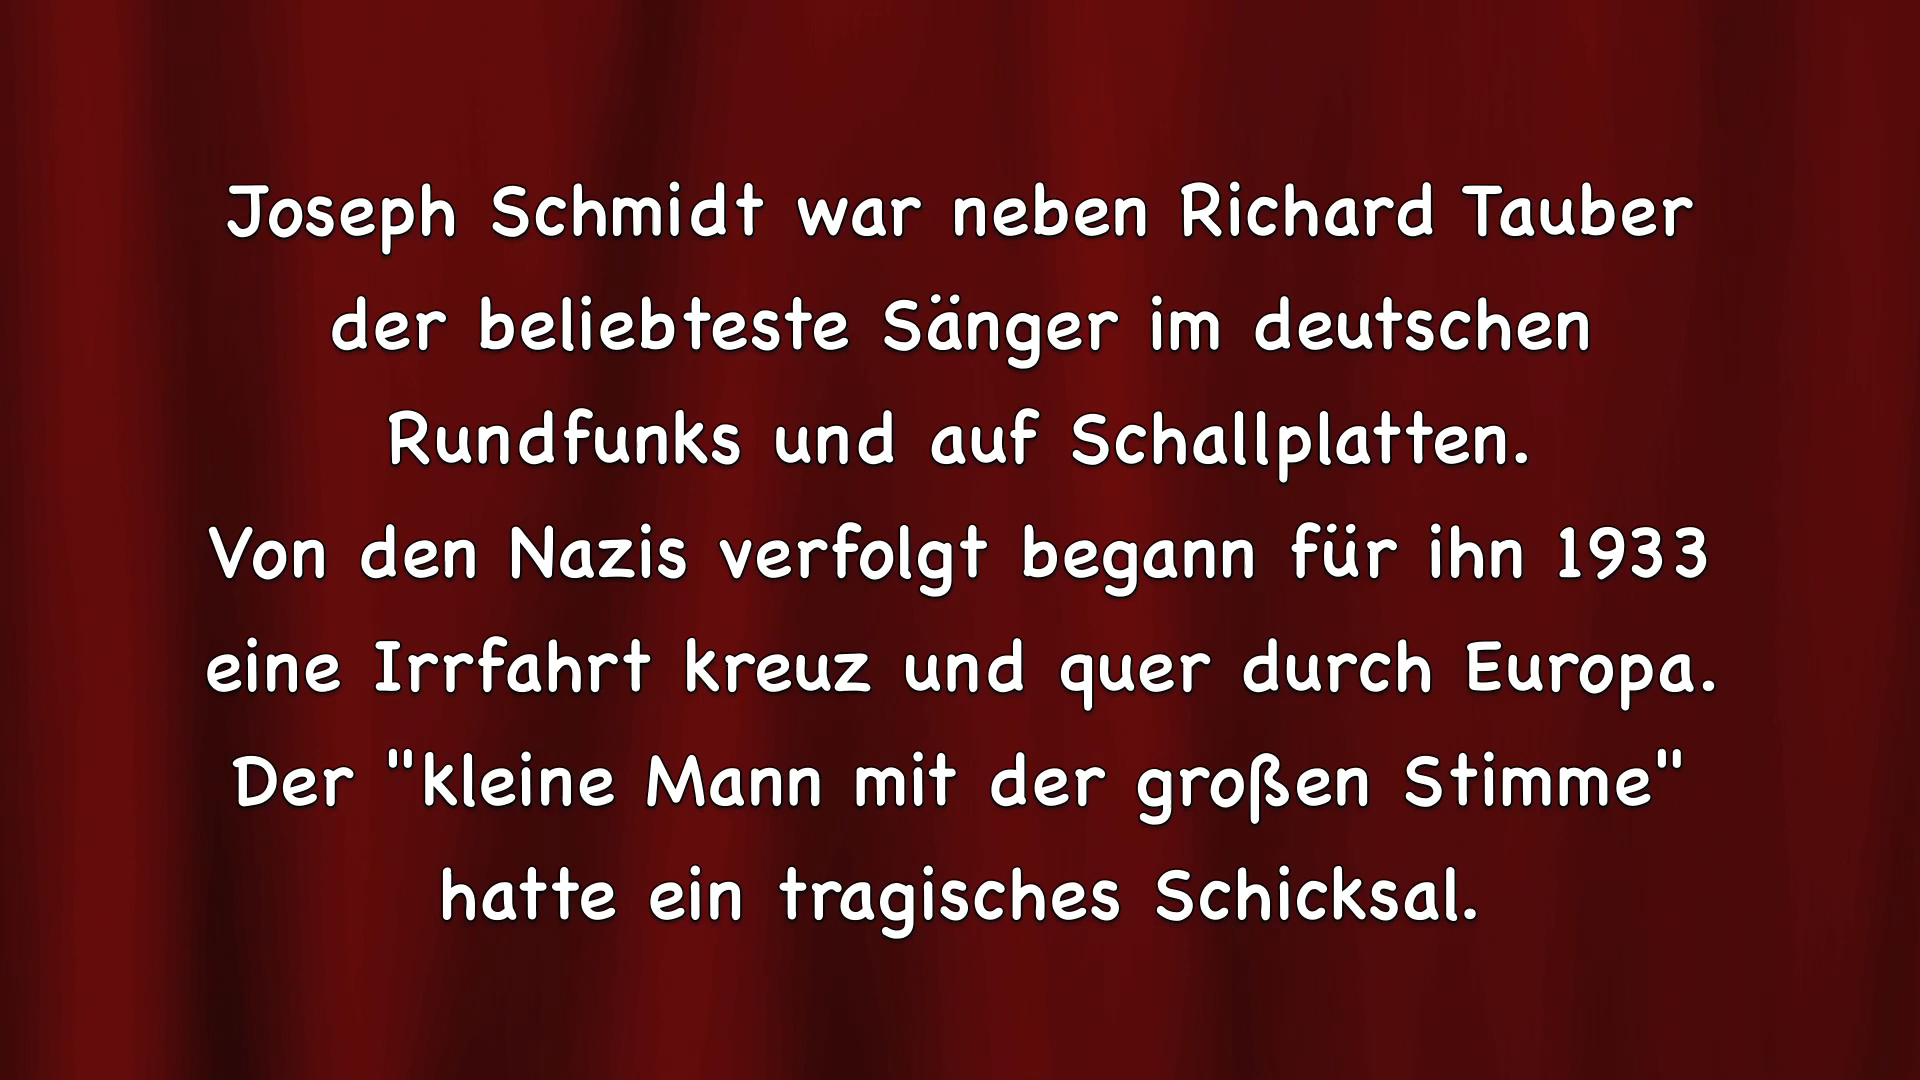 Joseph Schmidt war neben Richard Tauber
der beliebteste Sänger im deutschen
Rundfunks und auf Schallplatten.
Von den Nazis verfolgt begann für ihn 1933
eine Irrfahrt kreuz und quer durch Europa.
Der "kleine Mann mit der großen Stimme"
hatte ein tragisches Schicksal.